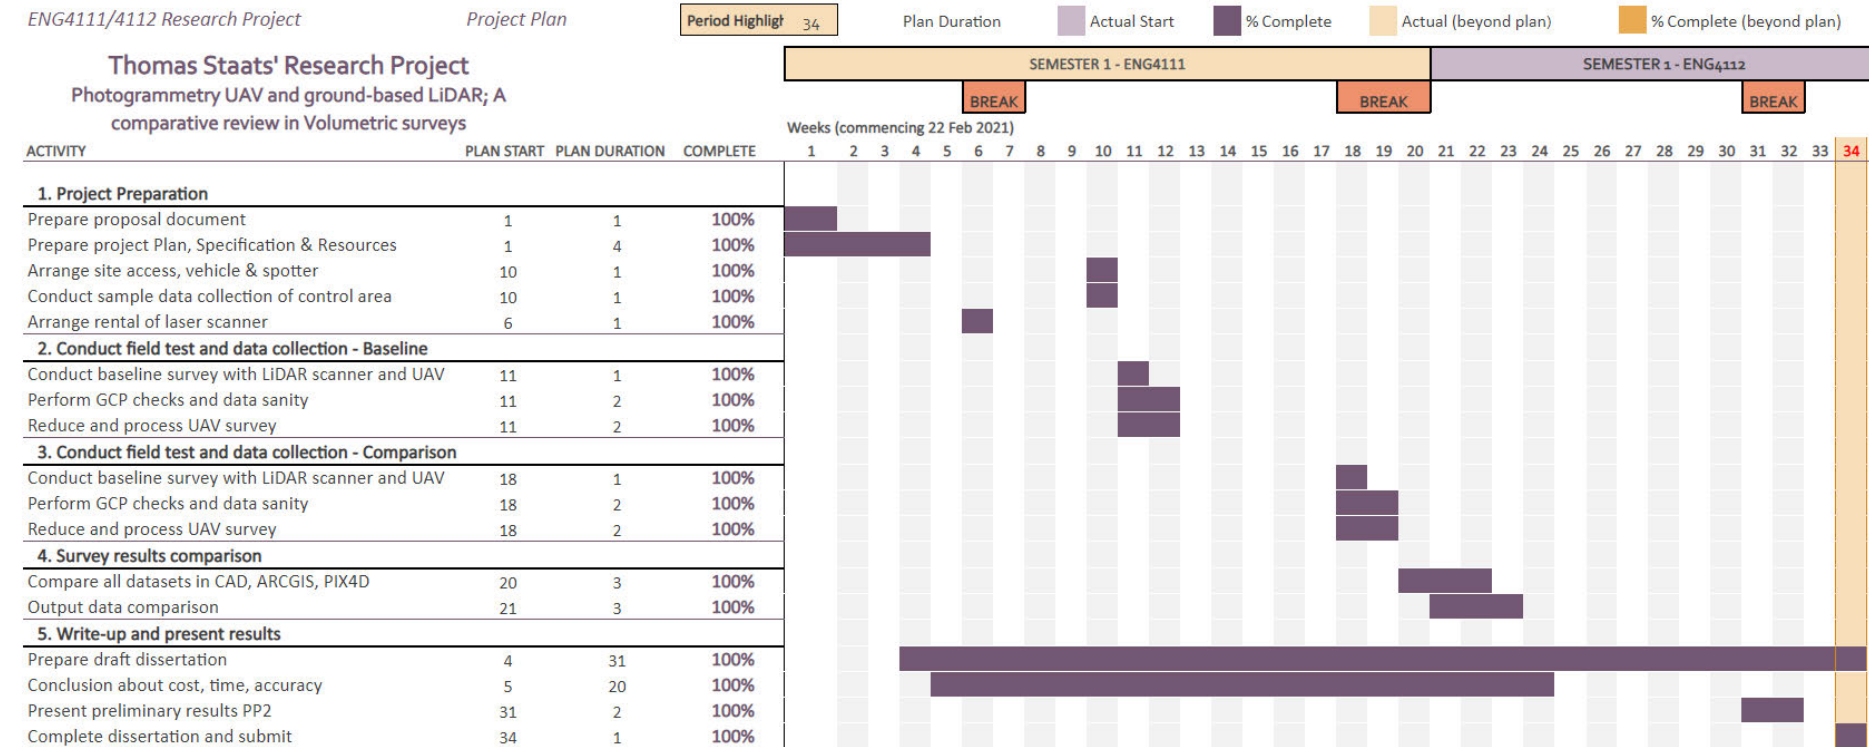 ENG4111/4112 Research Project Project Plan Period Highligh 34 Plan Duration Actual Start % Complete Actual (beyond plan) % Complete (beyond plan)
Thomas Staats' Research Project SEMESTER 1 - ENG4111 SEMESTER 1 - ENG4112
Photogrammetry UAV and ground-based LiDAR; A BREAK BREAK BREAK
comparative review in Volumetric surveys Weeks (commencing 22 Feb 2021)
ACTIVITY PLAN START PLAN DURATION COMPLETE 1 2 3 4 5 6 7 8 9 10 11 12 13 14 15 16 17 18 19 20 21 22 23 24 25 26 27 28 29 30 31 32 33 34
1. Project Preparation
Prepare proposal document 1 1 100%
Prepare project Plan, Specification & Resources 1 4 100%
Arrange site access, vehicle & spotter 10 1 100%
Conduct sample data collection of control area 10 1 100%
Arrange rental of laser scanner 6 1 100%
2. Conduct field test and data collection - Baseline
Conduct baseline survey with LiDAR scanner and UAV 11 1 100%
Perform GCP checks and data sanity 11 2 100%
Reduce and process UAV survey 11 2 100%
3. Conduct field test and data collection - Comparison
Conduct baseline survey with LiDAR scanner and UAV 18 1 100%
Perform GCP checks and data sanity 18 2 100%
Reduce and process UAV survey 18 2 100%
4. Survey results comparison
Compare all datasets in CAD, ARCGIS, PIX4D 20 3 100%
Output data comparison 21 3 100%
5. Write-up and present results
Prepare draft dissertation 4 31 100%
Conclusion about cost, time, accuracy 5 20 100%
Present preliminary results PP2 31 2 100%
Complete dissertation and submit 34 1 100%